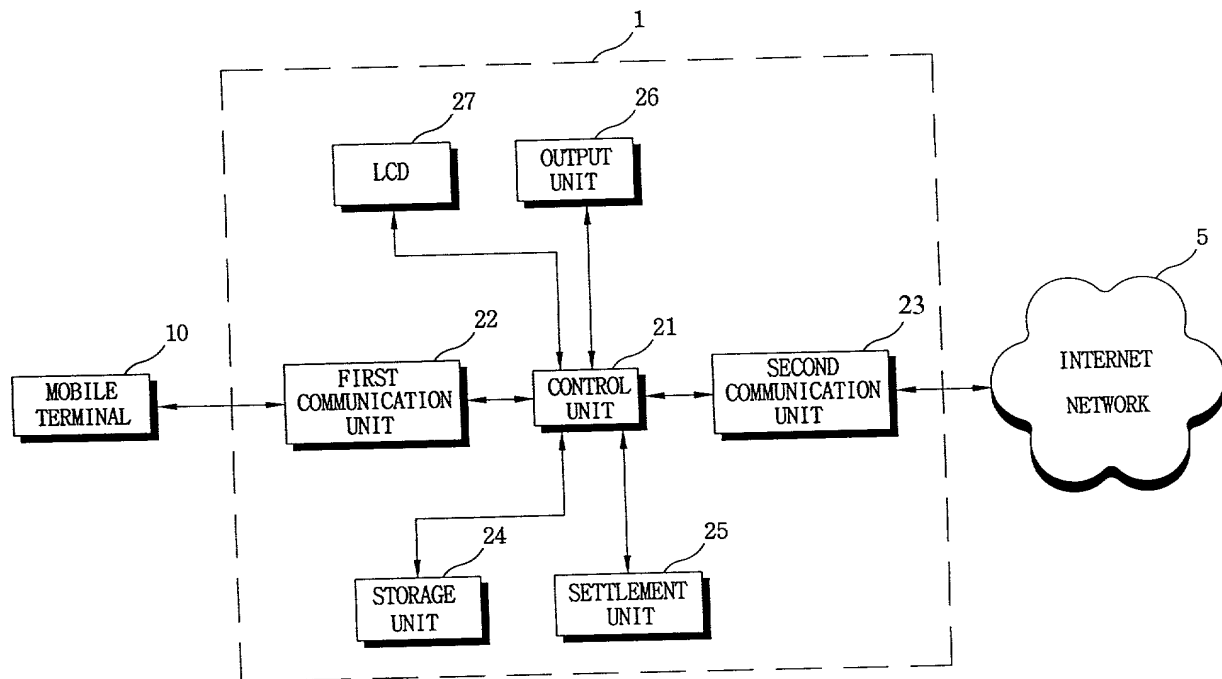 1
27
LCD
26
OUTPUT
UNIT
5
INTERNET
NETWORK
10
MOBILE
TERMINAL
22
FIRST
COMMUNICATION
UNIT
21
CONTROL
UNIT
23
SECOND
COMMUNICATION
UNIT
24
STORAGE
UNIT
25
SETTLEMENT
UNIT